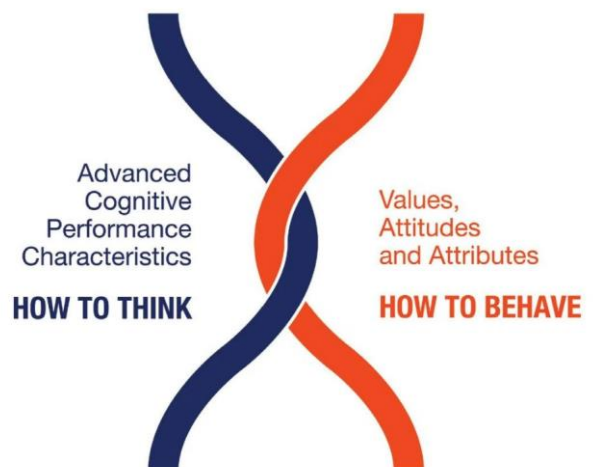 Advanced
Cognitive
Performance
Characteristics
HOW TO THINK
Values,
Attitudes
and Attributes
HOW TO BEHAVE